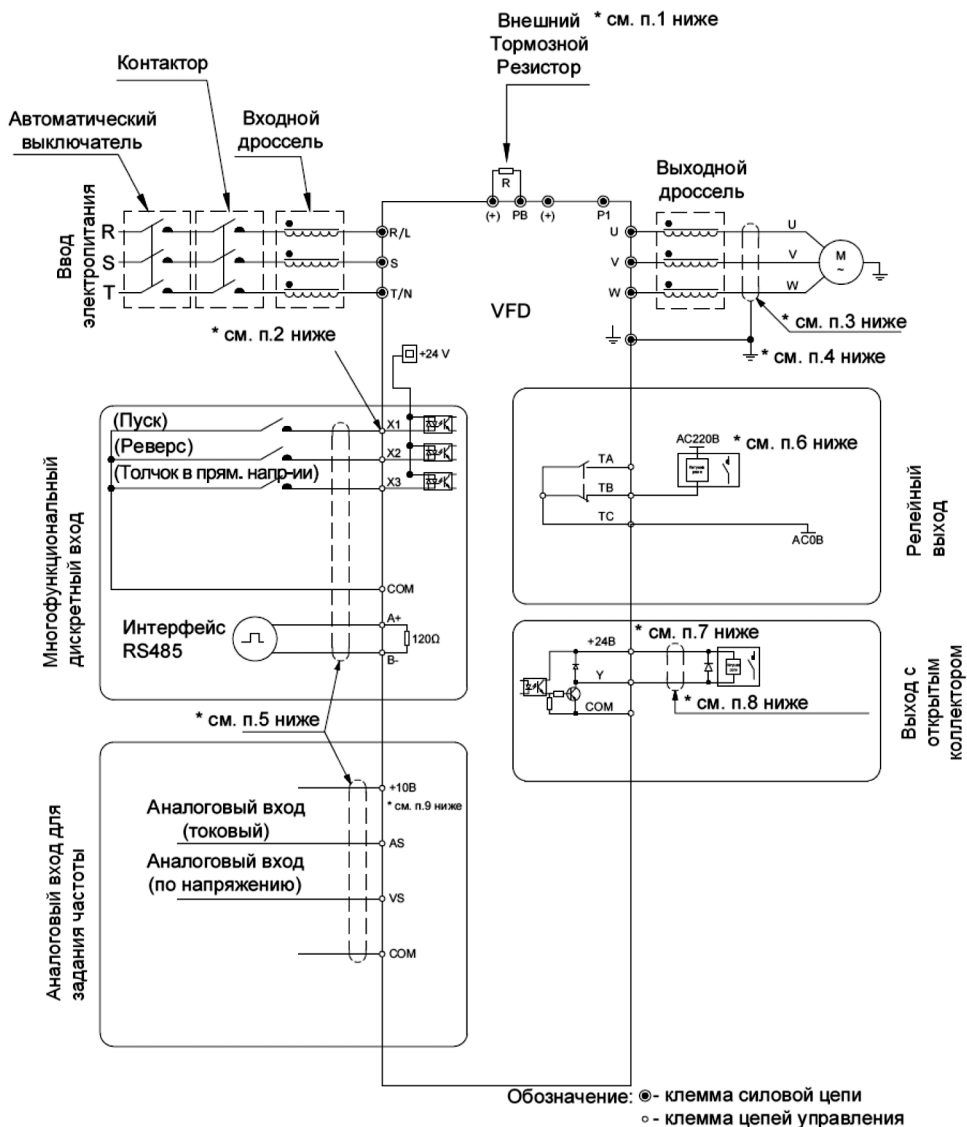 Внешний * см. п.1 ниже
Тормозной
Резистор
Контактор
Автоматический
выключатель
Входной
дроссель
Выходной
дроссель
R
(+) PB (+) P1
Ввод
электропитания
R
S
T
R/L
S
T/N
VFD
U
V
W
U
V
W
M
~
* см. п.3 ниже
* см. п.4 ниже
* см. п.2 ниже
+24 V
Многофункциональный
дискретный вход
(Пуск)
(Реверс)
(Толчок в прям. напр-ии)
X1
X2
X3
COM
Интерфейс
RS485
A+
120Ω
B-
* см. п.5 ниже
Аналоговый вход для
задания частоты
+10В
* см. п.9 ниже
Аналоговый вход
(токовый)
AS
Аналоговый вход
(по напряжению)
VS
COM
TA
TB
TC
AC220В
* см. п.6 ниже
AC0В
Релейный
выход
+24В
* см. п.7 ниже
Y
COM
* см. п.8 ниже
Выход с
открытым
коллектором
Обозначение: - клемма силовой цепи
- клемма цепей управления